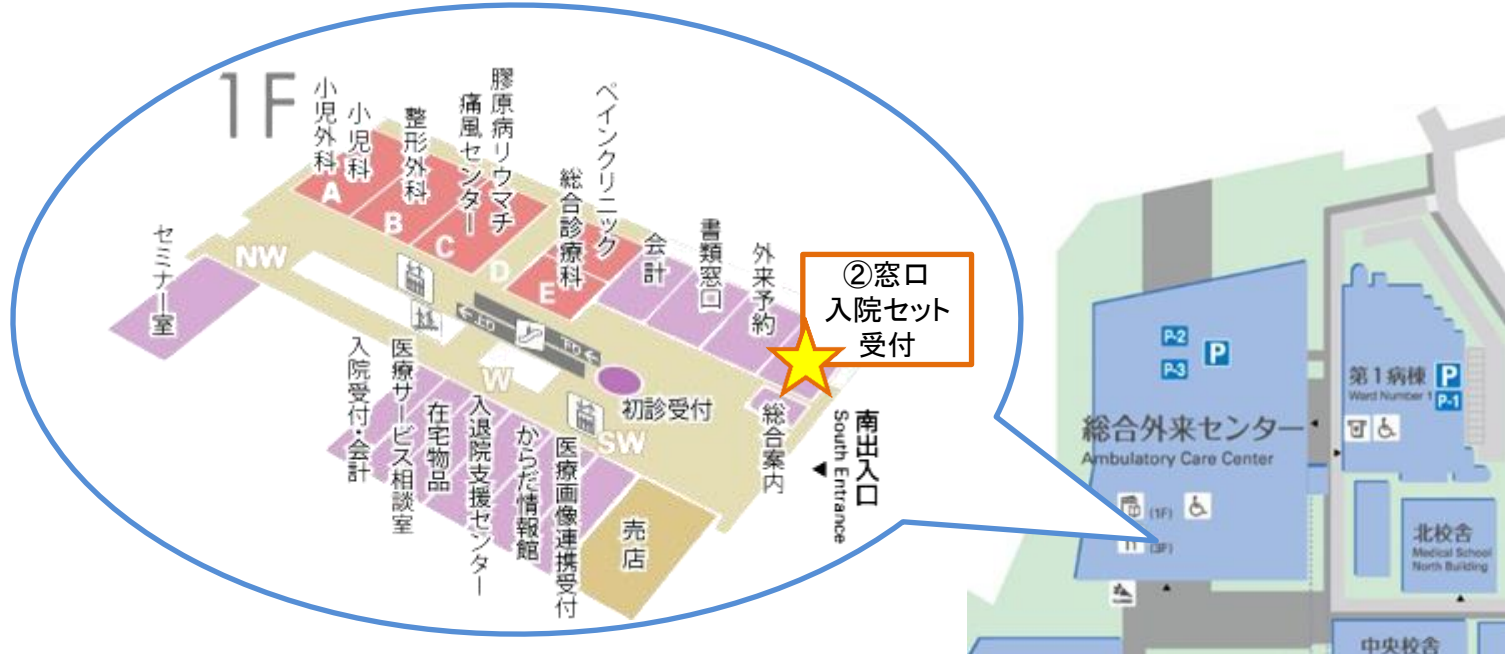 1F
小児外科
小児科
整形外科
膠原病リウマチ
痛風センター
総合診療科
ペインクリニック
会計
書類窓口
外来予約
②窓口
入院セット
受付
A
B
C
D
E
セミナー室
NW
W
SW
初診受付
総合案内
南出入口
South Entrance
入院受付・会計
医療サービス相談室
在宅物品
入退院支援センター
からだ情報館
医療画像連携受付
売店
P-2
P
P-3
総合外来センター
Ambulatory Care Center
(1F)
(3F)
第1病棟
Ward Number 1
P
P-1
北校舎
Medical School
North Building
中央校舎